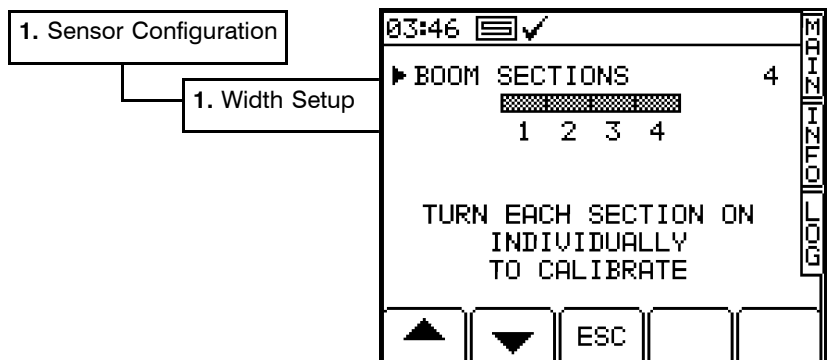 1. Sensor Configuration
1. Width Setup
03:46
BOOM SECTIONS 4
1 2 3 4
TURN EACH SECTION ON
INDIVIDUALLY
TO CALIBRATE
ESC
MAIN
INFO
LOG